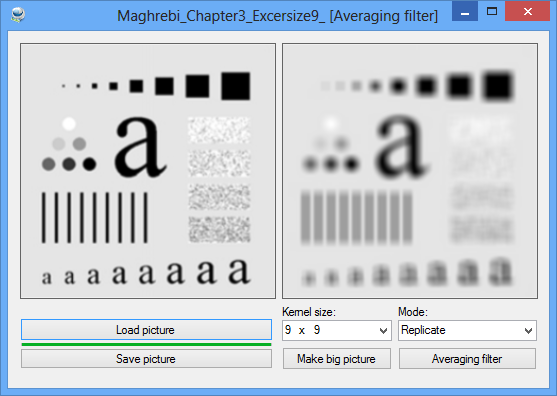 Maghrebi_Chapter3_Excersize9_ [Averaging filter]
a
a
a a a a a a a a
a a a a a a a a
Kernel size:
Mode:
Load picture
9 x 9
Replicate
Save picture
Make big picture
Averaging filter